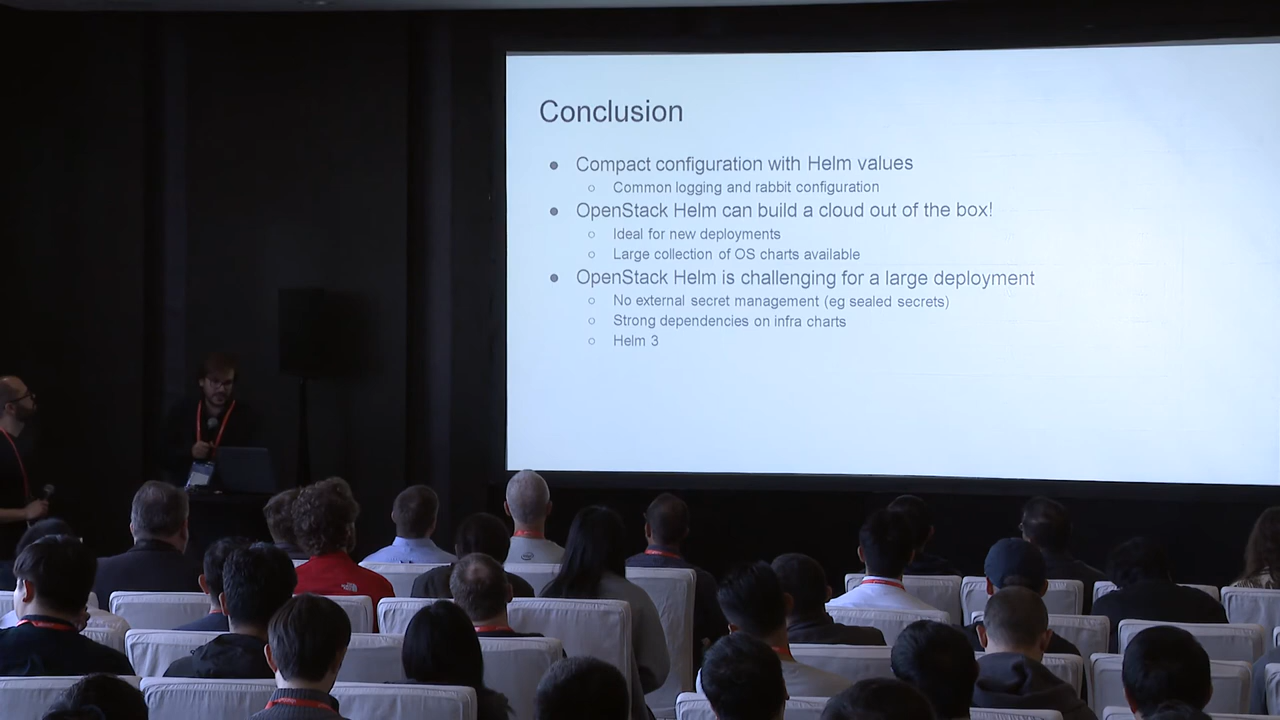 Conclusion
● Compact configuration with Helm values
○ Common logging and rabbit configuration
● OpenStack Helm can build a cloud out of the box!
○ Ideal for new deployments
○ Large collection of OS charts available
● OpenStack Helm is challenging for a large deployment
○ No external secret management (eg sealed secrets)
○ Strong dependencies on infra charts
○ Helm 3